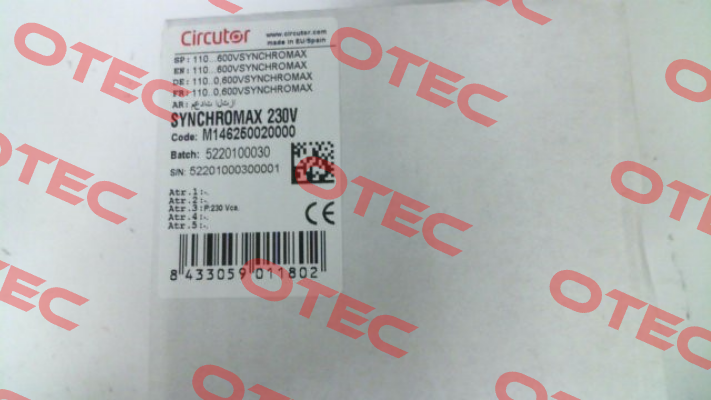 Circutor
www.circutor.com
made in EU/Spain
SP: 110...600VSYNCHROMAX
EN: 110...600VSYNCHROMAX
DE: 110...0,600VSYNCHROMAX
FR: 110...0,600VSYNCHROMAX
AR:
SYNCHROMAX 230V
Code: M146250020000
Batch: 5220100030
S/N: 52201000300001
Atr.1:-.
Atr.2:-.
Atr.3:P:230 Vca.
Atr.4:-.
Atr.5:-.
CE
8 433059 011802
OTEC
OTEC
OTEC
OTEC
OTEC
OTEC
OTEC
OTEC
OTEC
OTEC
OTEC